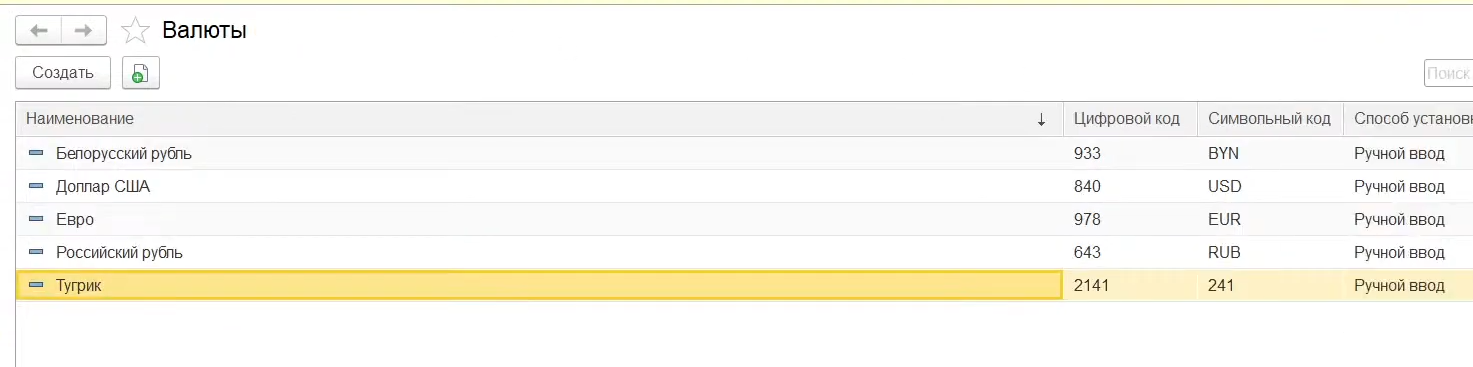 Валюты
Создать
Поиск
Наименование Цифровой код Символьный код Способ установк
Белорусский рубль 933 BYN Ручной ввод
Доллар США 840 USD Ручной ввод
Евро 978 EUR Ручной ввод
Российский рубль 643 RUB Ручной ввод
Тугрик 2141 241 Ручной ввод